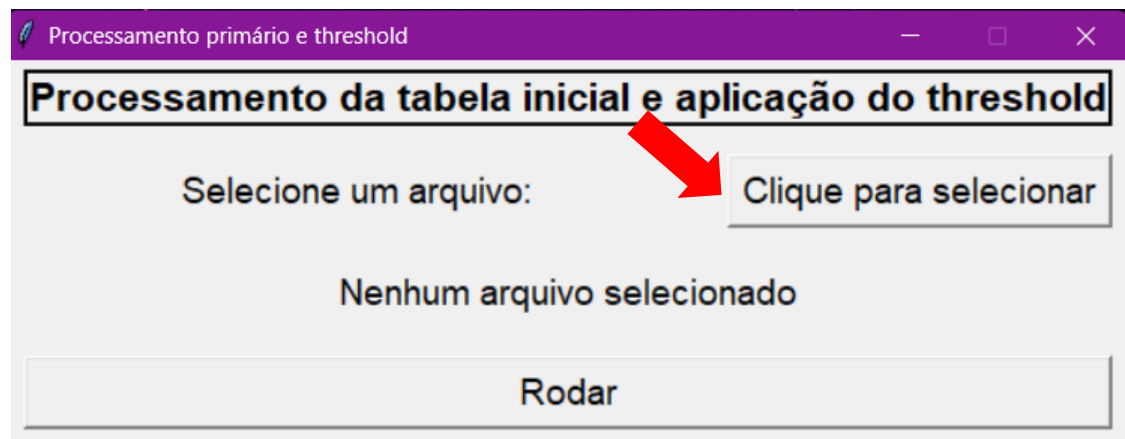 Processamento primário e threshold
Processamento da tabela inicial e aplicação do threshold
Selecione um arquivo: Clique para selecionar
Nenhum arquivo selecionado
Rodar